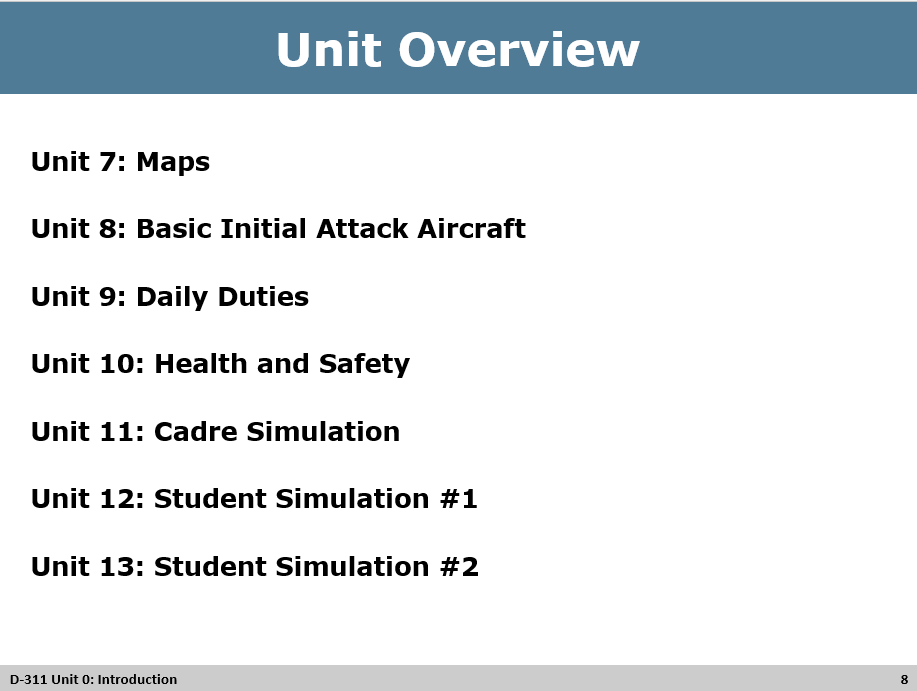 Unit Overview
Unit 7: Maps
Unit 8: Basic Initial Attack Aircraft
Unit 9: Daily Duties
Unit 10: Health and Safety
Unit 11: Cadre Simulation
Unit 12: Student Simulation #1
Unit 13: Student Simulation #2
D-311 Unit 0: Introduction 8